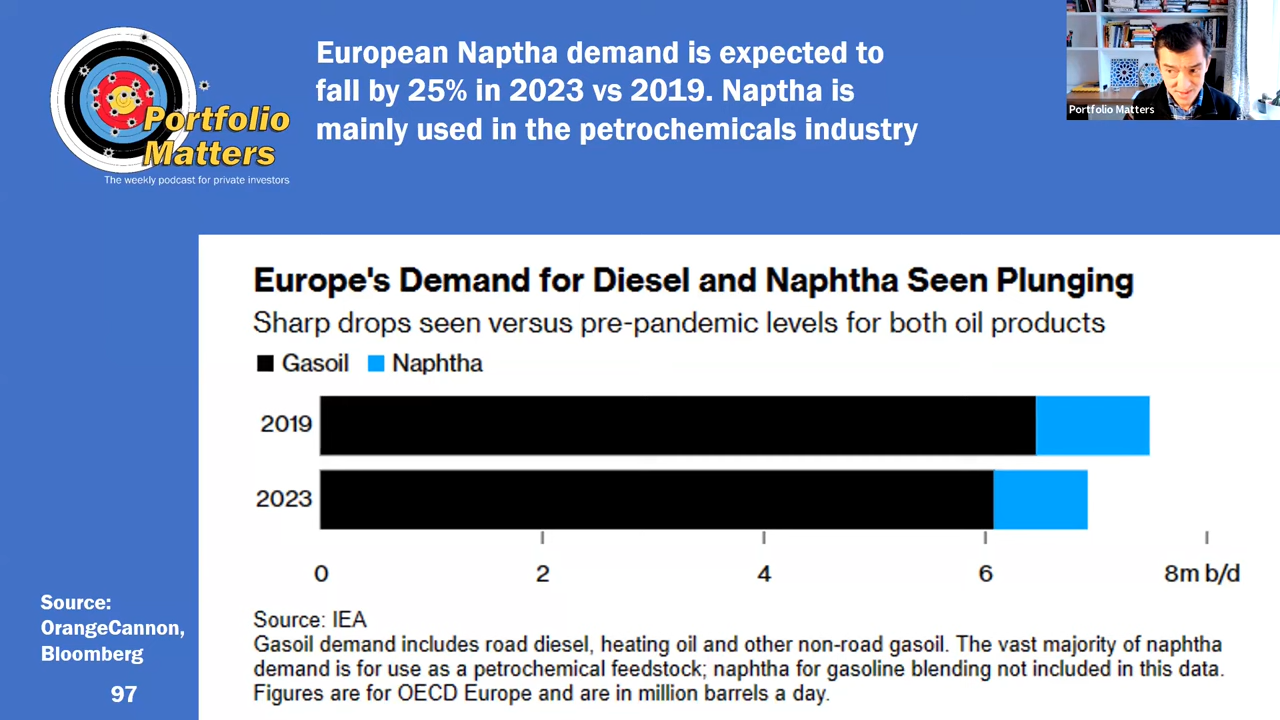 Portfolio
Matters
The weekly podcast for private investors
European Naptha demand is expected to
fall by 25% in 2023 vs 2019. Naptha is
mainly used in the petrochemicals industry
Portfolio Matters
Europe's Demand for Diesel and Naphtha Seen Plunging
Sharp drops seen versus pre-pandemic levels for both oil products
Gasoil Naphtha
2019
2023
0 2 4 6 8m b/d
Source: IEA
Gasoil demand includes road diesel, heating oil and other non-road gasoil. The vast majority of naphtha
demand is for use as a petrochemical feedstock; naphtha for gasoline blending not included in this data.
Figures are for OECD Europe and are in million barrels a day.
Source:
OrangeCannon,
Bloomberg
97